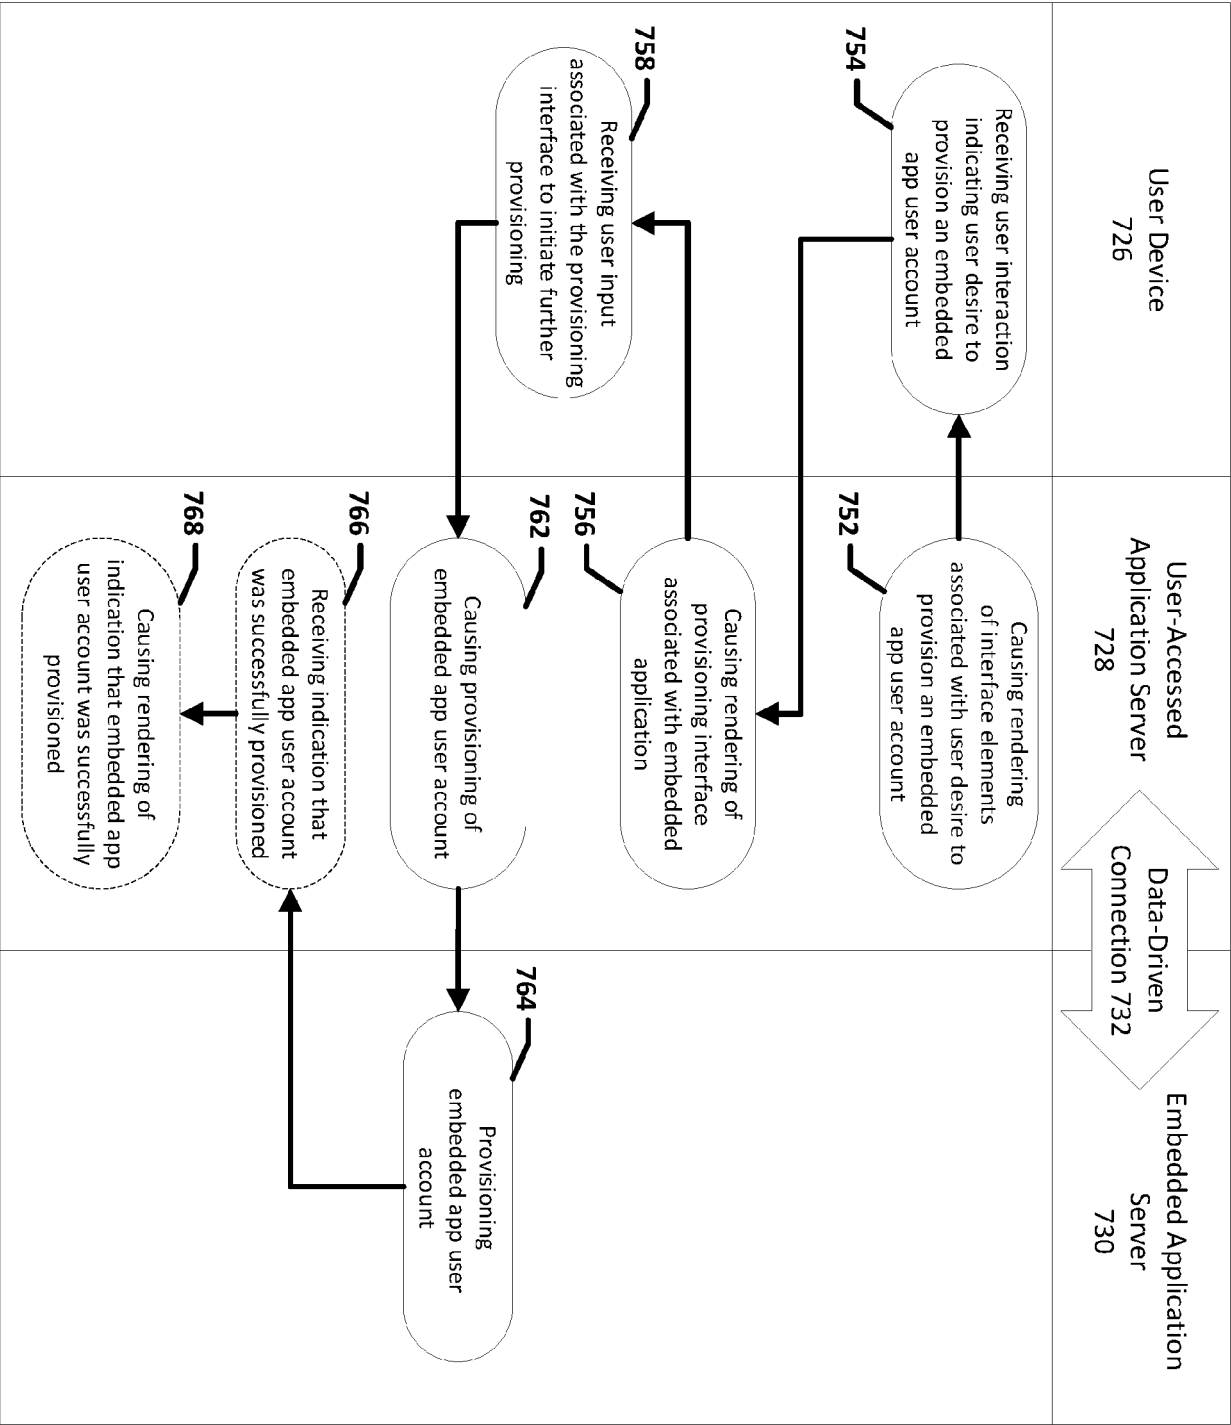 User Device
726
User-Accessed
Application Server
728
Data-Driven
Connection 732
Embedded Application
Server
730
752
Causing rendering
of interface elements
associated with user desire to
provision an embedded
app user account
754
Receiving user interaction
indicating user desire to
provision an embedded
app user account
756
Causing rendering of
provisioning interface
associated with embedded
application
758
Receiving user input
associated with the provisioning
interface to initiate further
provisioning
762
Causing provisioning of
embedded app user account
764
Provisioning
embedded app user
account
766
Receiving indication that
embedded app user account
was successfully provisioned
768
Causing rendering of
indication that embedded app
user account was successfully
provisioned